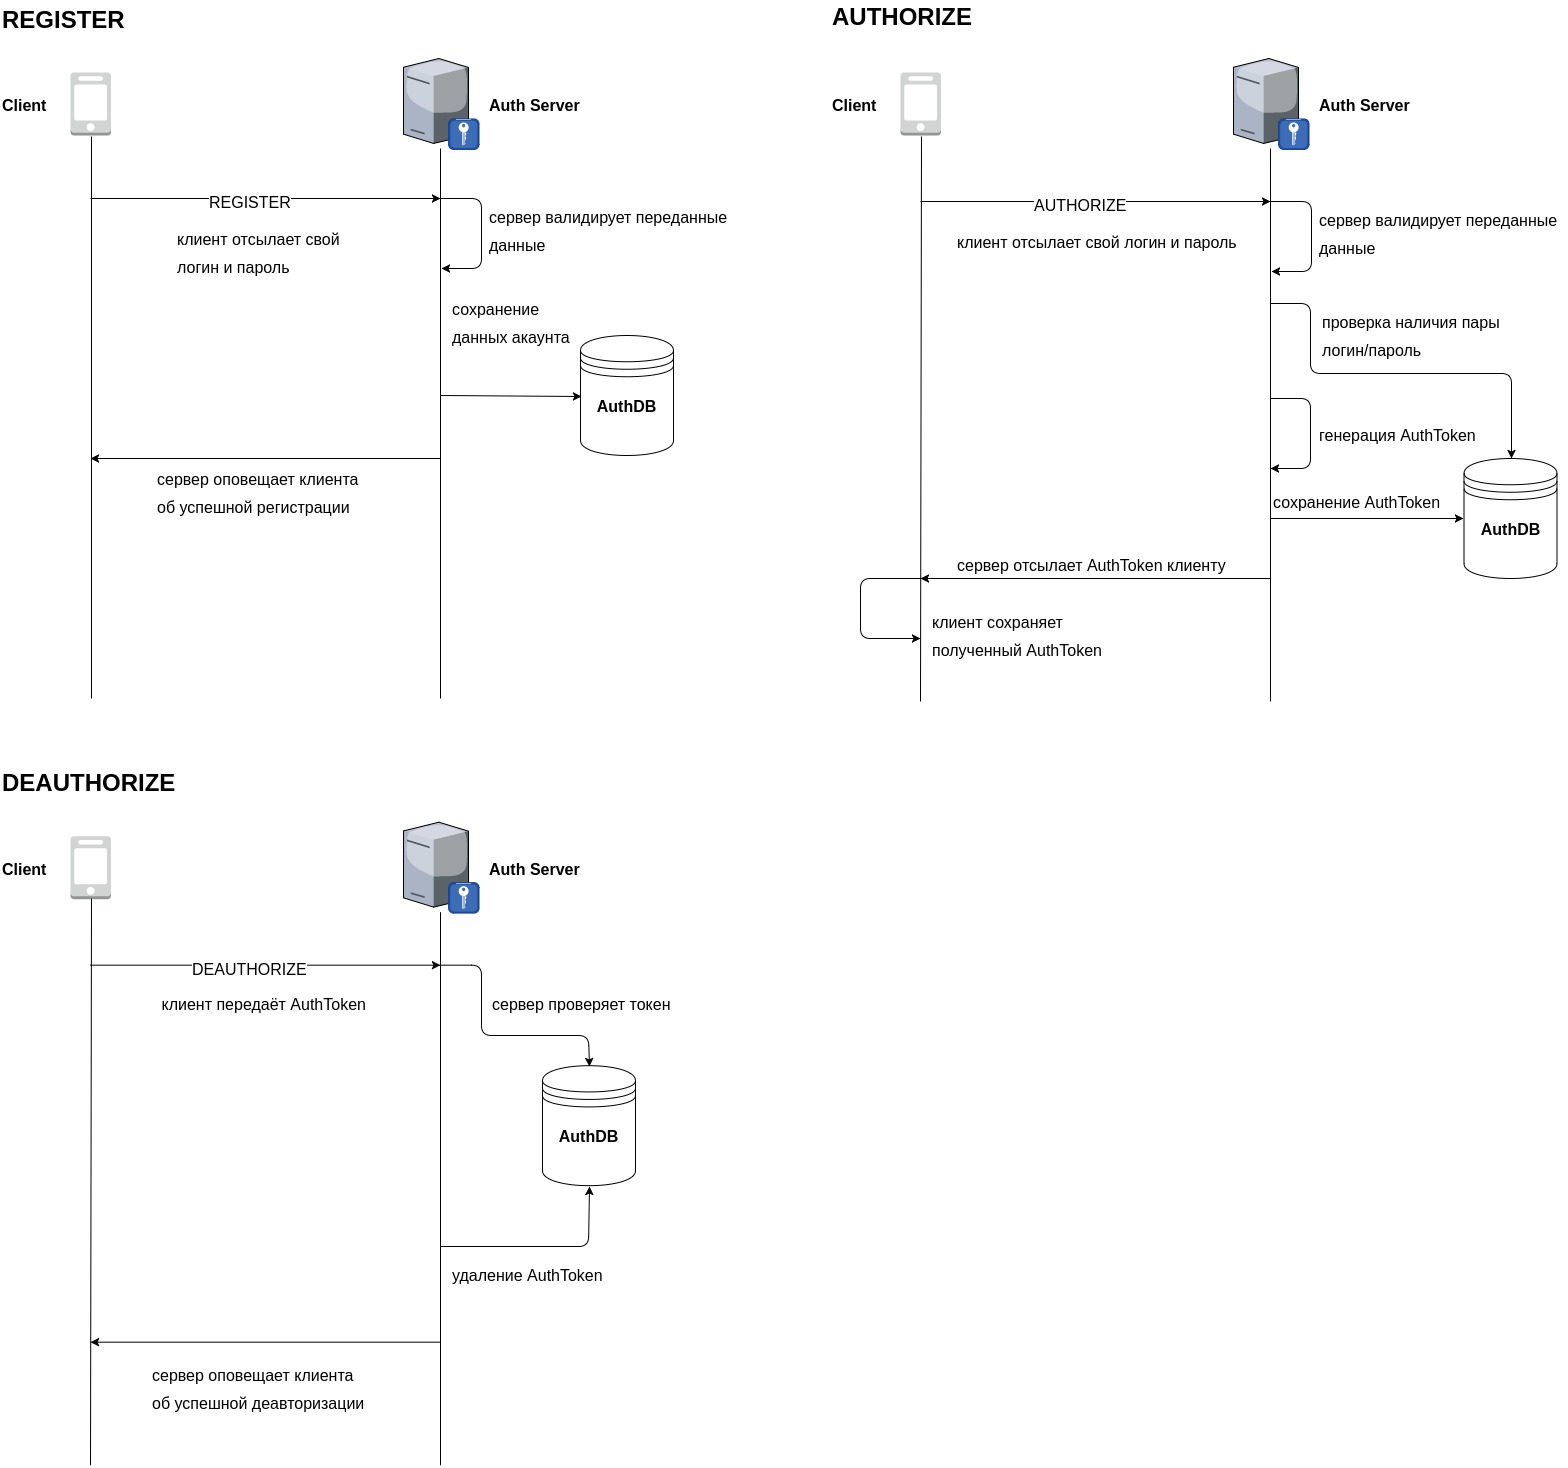 REGISTER
Client
Auth Server
REGISTER
клиент отсылает свой
логин и пароль
сервер валидирует переданные
данные
сохранение
данных акаунта
AuthDB
сервер оповещает клиента
об успешной регистрации
AUTHORIZE
Client
Auth Server
AUTHORIZE
клиент отсылает свой логин и пароль
сервер валидирует переданные
данные
проверка наличия пары
логин/пароль
генерация AuthToken
сохранение AuthToken
AuthDB
сервер отсылает AuthToken клиенту
клиент сохраняет
полученный AuthToken
DEAUTHORIZE
Client
Auth Server
DEAUTHORIZE
клиент передаёт AuthToken
сервер проверяет токен
AuthDB
удаление AuthToken
сервер оповещает клиента
об успешной деавторизации